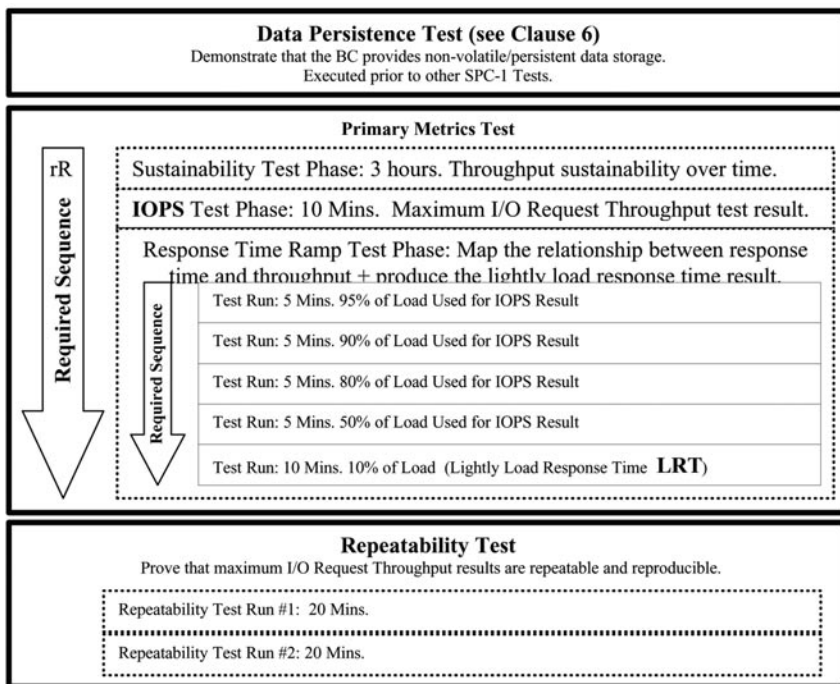 Data Persistence Test (see Clause 6)
Demonstrate that the BC provides non-volatile/persistent data storage.
Executed prior to other SPC-1 Tests.
Primary Metrics Test
rR
Required Sequence
Sustainability Test Phase: 3 hours. Throughput sustainability over time.
IOPS Test Phase: 10 Mins. Maximum I/O Request Throughput test result.
Response Time Ramp Test Phase: Map the relationship between response
time and throughput + produce the lightly load response time result.
Required Sequence
Test Run: 5 Mins. 95% of Load Used for IOPS Result
Test Run: 5 Mins. 90% of Load Used for IOPS Result
Test Run: 5 Mins. 80% of Load Used for IOPS Result
Test Run: 5 Mins. 50% of Load Used for IOPS Result
Test Run: 10 Mins. 10% of Load (Lightly Load Response Time LRT)
Repeatability Test
Prove that maximum I/O Request Throughput results are repeatable and reproducible.
Repeatability Test Run #1: 20 Mins.
Repeatability Test Run #2: 20 Mins.